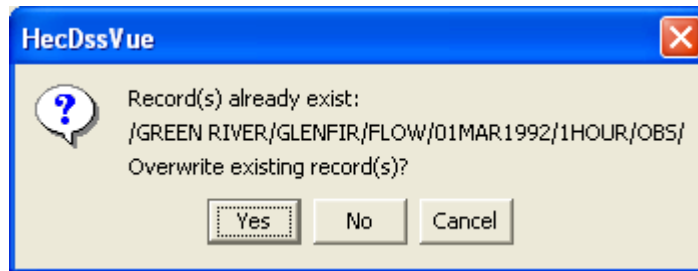 HecDssVue
Record(s) already exist:
/GREEN RIVER/GLENFIR/FLOW/01MAR1992/1HOUR/OBS/
Overwrite existing record(s)?
Yes No Cancel